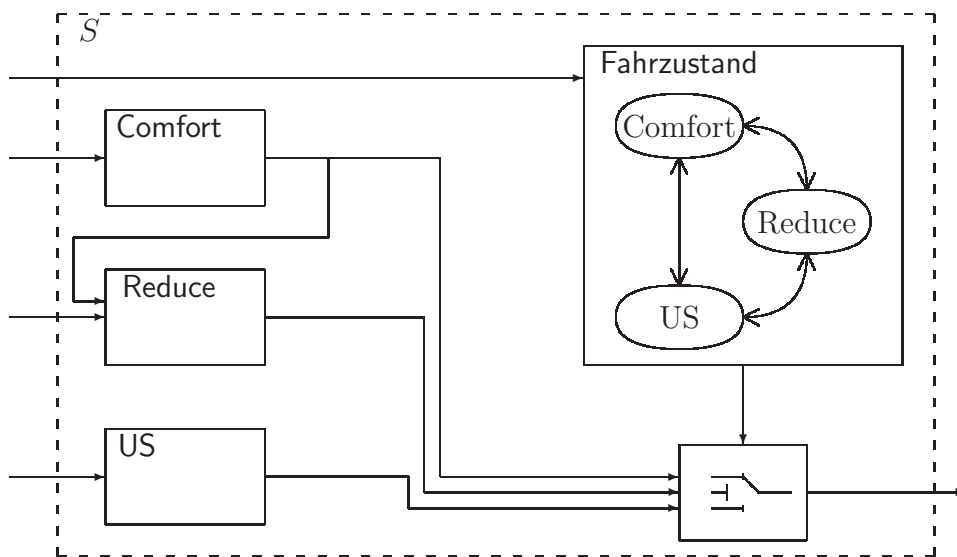 S
Fahrzustand
Comfort
Comfort
Reduce
Reduce
US
US